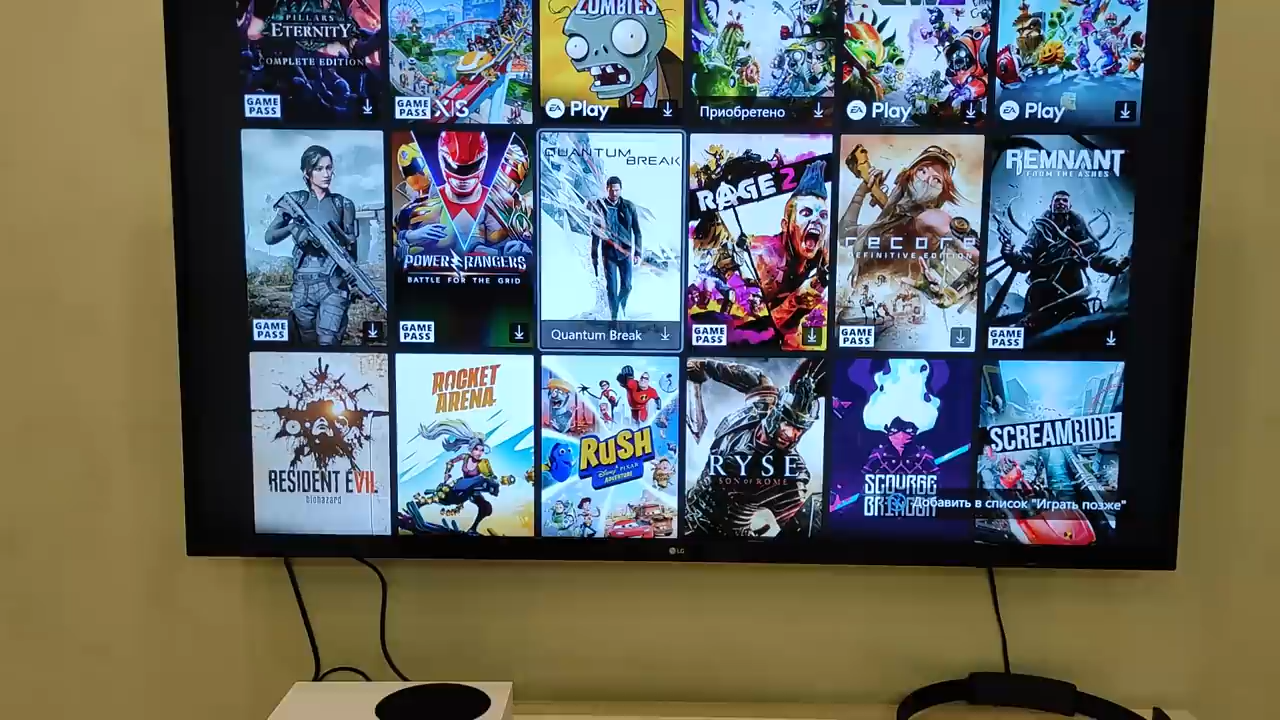 PILLARS
OF
ETERNITY
COMPLETE EDITION
GAME
PASS
GAME
PASS
X|S
ZOMBIES
EA Play
Приобретено
EA Play
EA Play
GAME
PASS
POWER RANGERS
BATTLE FOR THE GRID
GAME
PASS
QUANTUM
BREAK
Quantum Break
RAGE 2
GAME
PASS
recore
DEFINITIVE EDITION
GAME
PASS
REMNANT
FROM THE ASHES
GAME
PASS
RESIDENT EVIL
biohazard
ROCKET
ARENA
RUSH
Disney PIXAR
ADVENTURE
RYSE
SON OF ROME
SCOURGE
BRINGER
SCREAMRIDE
Добавить в список "Играть позже"
LG